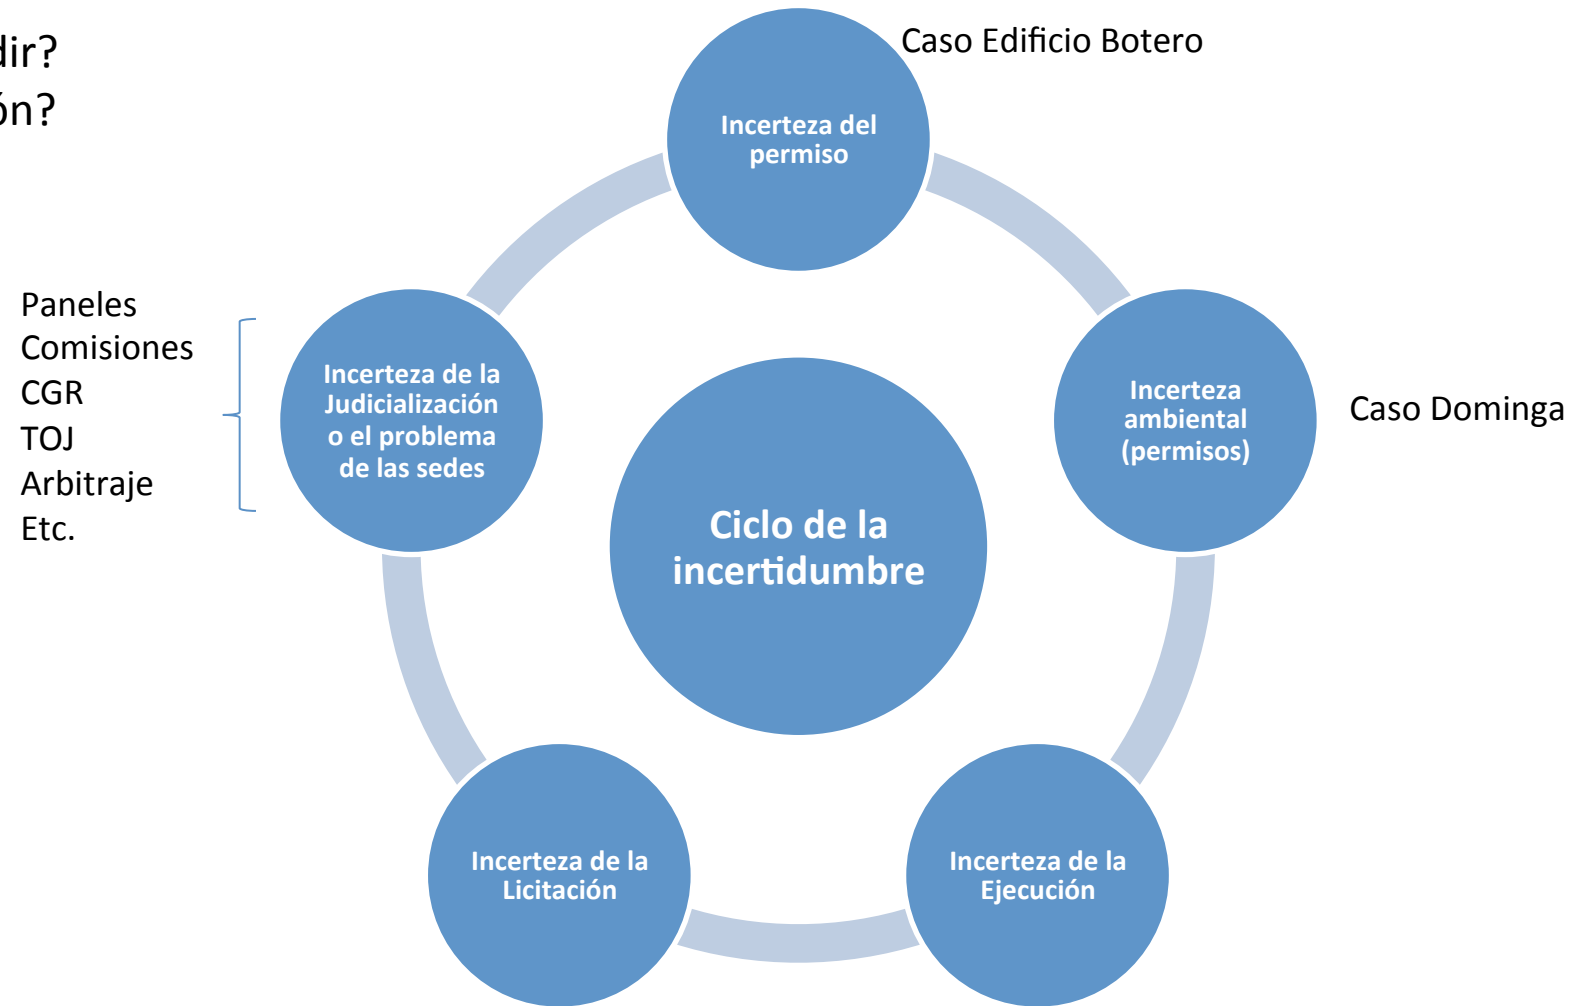 dir?
ón?
Caso Edificio Botero
Incerteza del
permiso
Paneles
Comisiones
CGR
TOJ
Arbitraje
Etc.
Incerteza de la
Judicialización
o el problema
de las sedes
Incerteza
ambiental
(permisos)
Caso Dominga
Ciclo de la
incertidumbre
Incerteza de la
Licitación
Incerteza de la
Ejecución